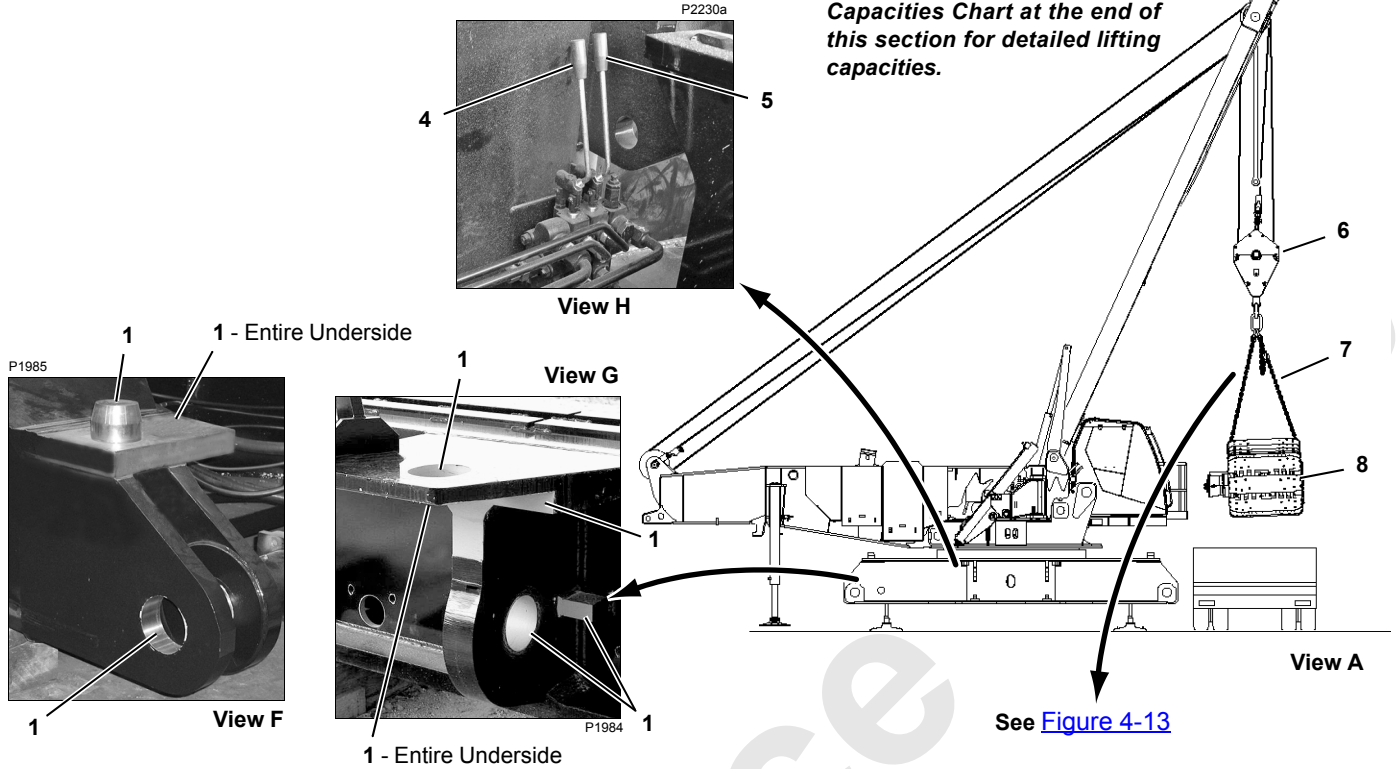 P2230a
Capacities Chart at the end of
this section for detailed lifting
capacities.
4
5
View H
6
7
8
1
1 - Entire Underside
P1985
1
View F
View G
1
1
1
P1984
1 - Entire Underside
View A
See Figure 4-13
ce